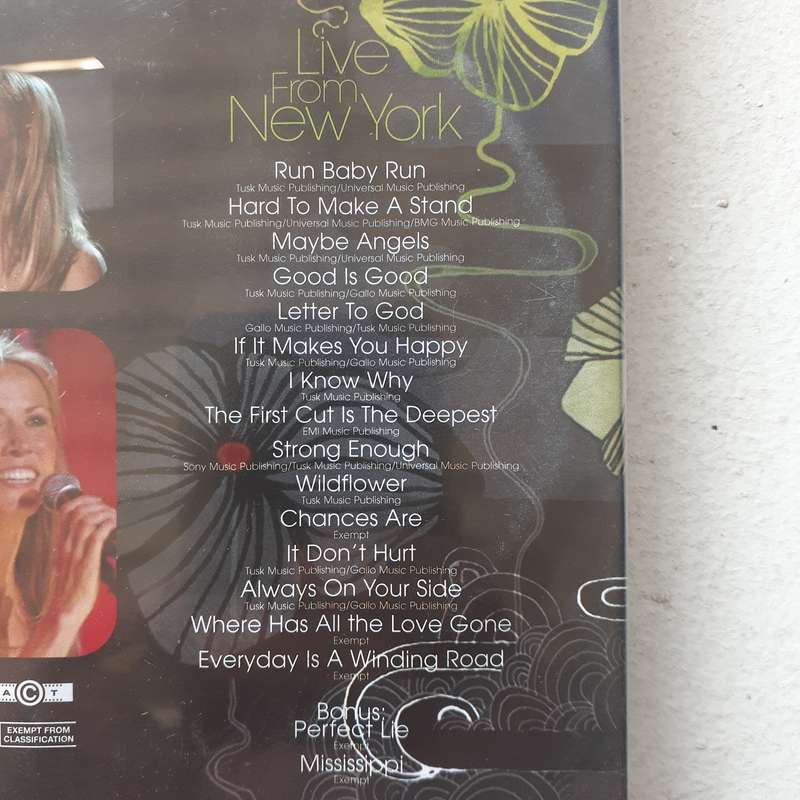 Live
From
New York
Run Baby Run
Tusk Music Publishing/Universal Music Publishing
Hard To Make A Stand
Tusk Music Publishing/Universal Music Publishing/BMG Music Publishing
Maybe Angels
Tusk Music Publishing/Universal Music Publishing
Good Is Good
Tusk Music Publishing/Gallo Music Publishing
Letter To God
Gallo Music Publishing/Tusk Music Publishing
If It Makes You Happy
Tusk Music Publishing/Gallo Music Publishing
I Know Why
Tusk Music Publishing
The First Cut Is The Deepest
EMI Music Publishing
Strong Enough
Sony Music Publishing/Tusk Music Publishing/Universal Music Publishing
Wildflower
Tusk Music Publishing
Chances Are
Exempt
It Don't Hurt
Tusk Music Publishing/Gallo Music Publishing
Always On Your Side
Tusk Music Publishing/Gallo Music Publishing
Where Has All the Love Gone
Exempt
Everyday Is A Winding Road
Exempt
Bonus:
Perfect Lie
Exempt
Mississippi
Exempt
A C T
EXEMPT FROM
CLASSIFICATION